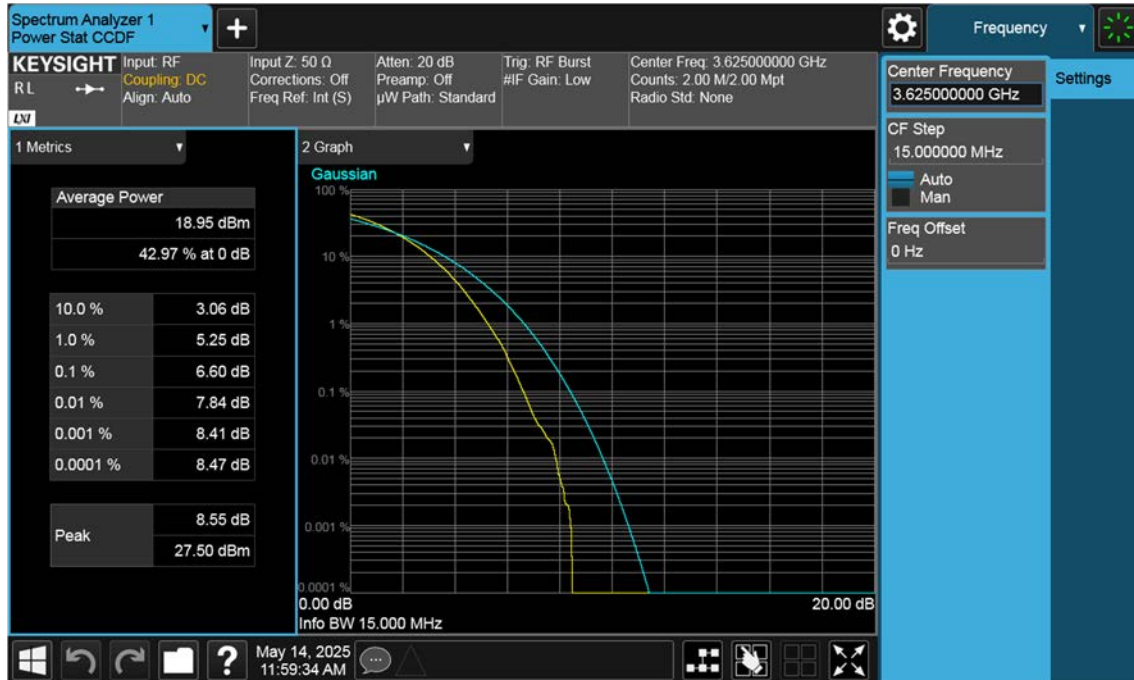 Spectrum Analyzer 1
Power Stat CCDF
+
Frequency
KEYSIGHT
R L
LXI
Input: RF
Coupling: DC
Align: Auto
Input Z: 50 Ω
Corrections: Off
Freq Ref: Int (S)
Atten: 20 dB
Preamp: Off
µW Path: Standard
Trig: RF Burst
#IF Gain: Low
Center Freq: 3.625000000 GHz
Counts: 2.00 M/2.00 Mpt
Radio Std: None
Center Frequency
3.625000000 GHz
Settings
CF Step
15.000000 MHz
Auto
Man
Freq Offset
0 Hz
1 Metrics
Average Power
18.95 dBm
42.97 % at 0 dB
10.0 % 3.06 dB
1.0 % 5.25 dB
0.1 % 6.60 dB
0.01 % 7.84 dB
0.001 % 8.41 dB
0.0001 % 8.47 dB
Peak
8.55 dB
27.50 dBm
2 Graph
Gaussian
100 %
10 %
1 %
0.1 %
0.01 %
0.001 %
0.0001 %
0.00 dB 20.00 dB
Info BW 15.000 MHz
?
May 14, 2025
11:59:34 AM